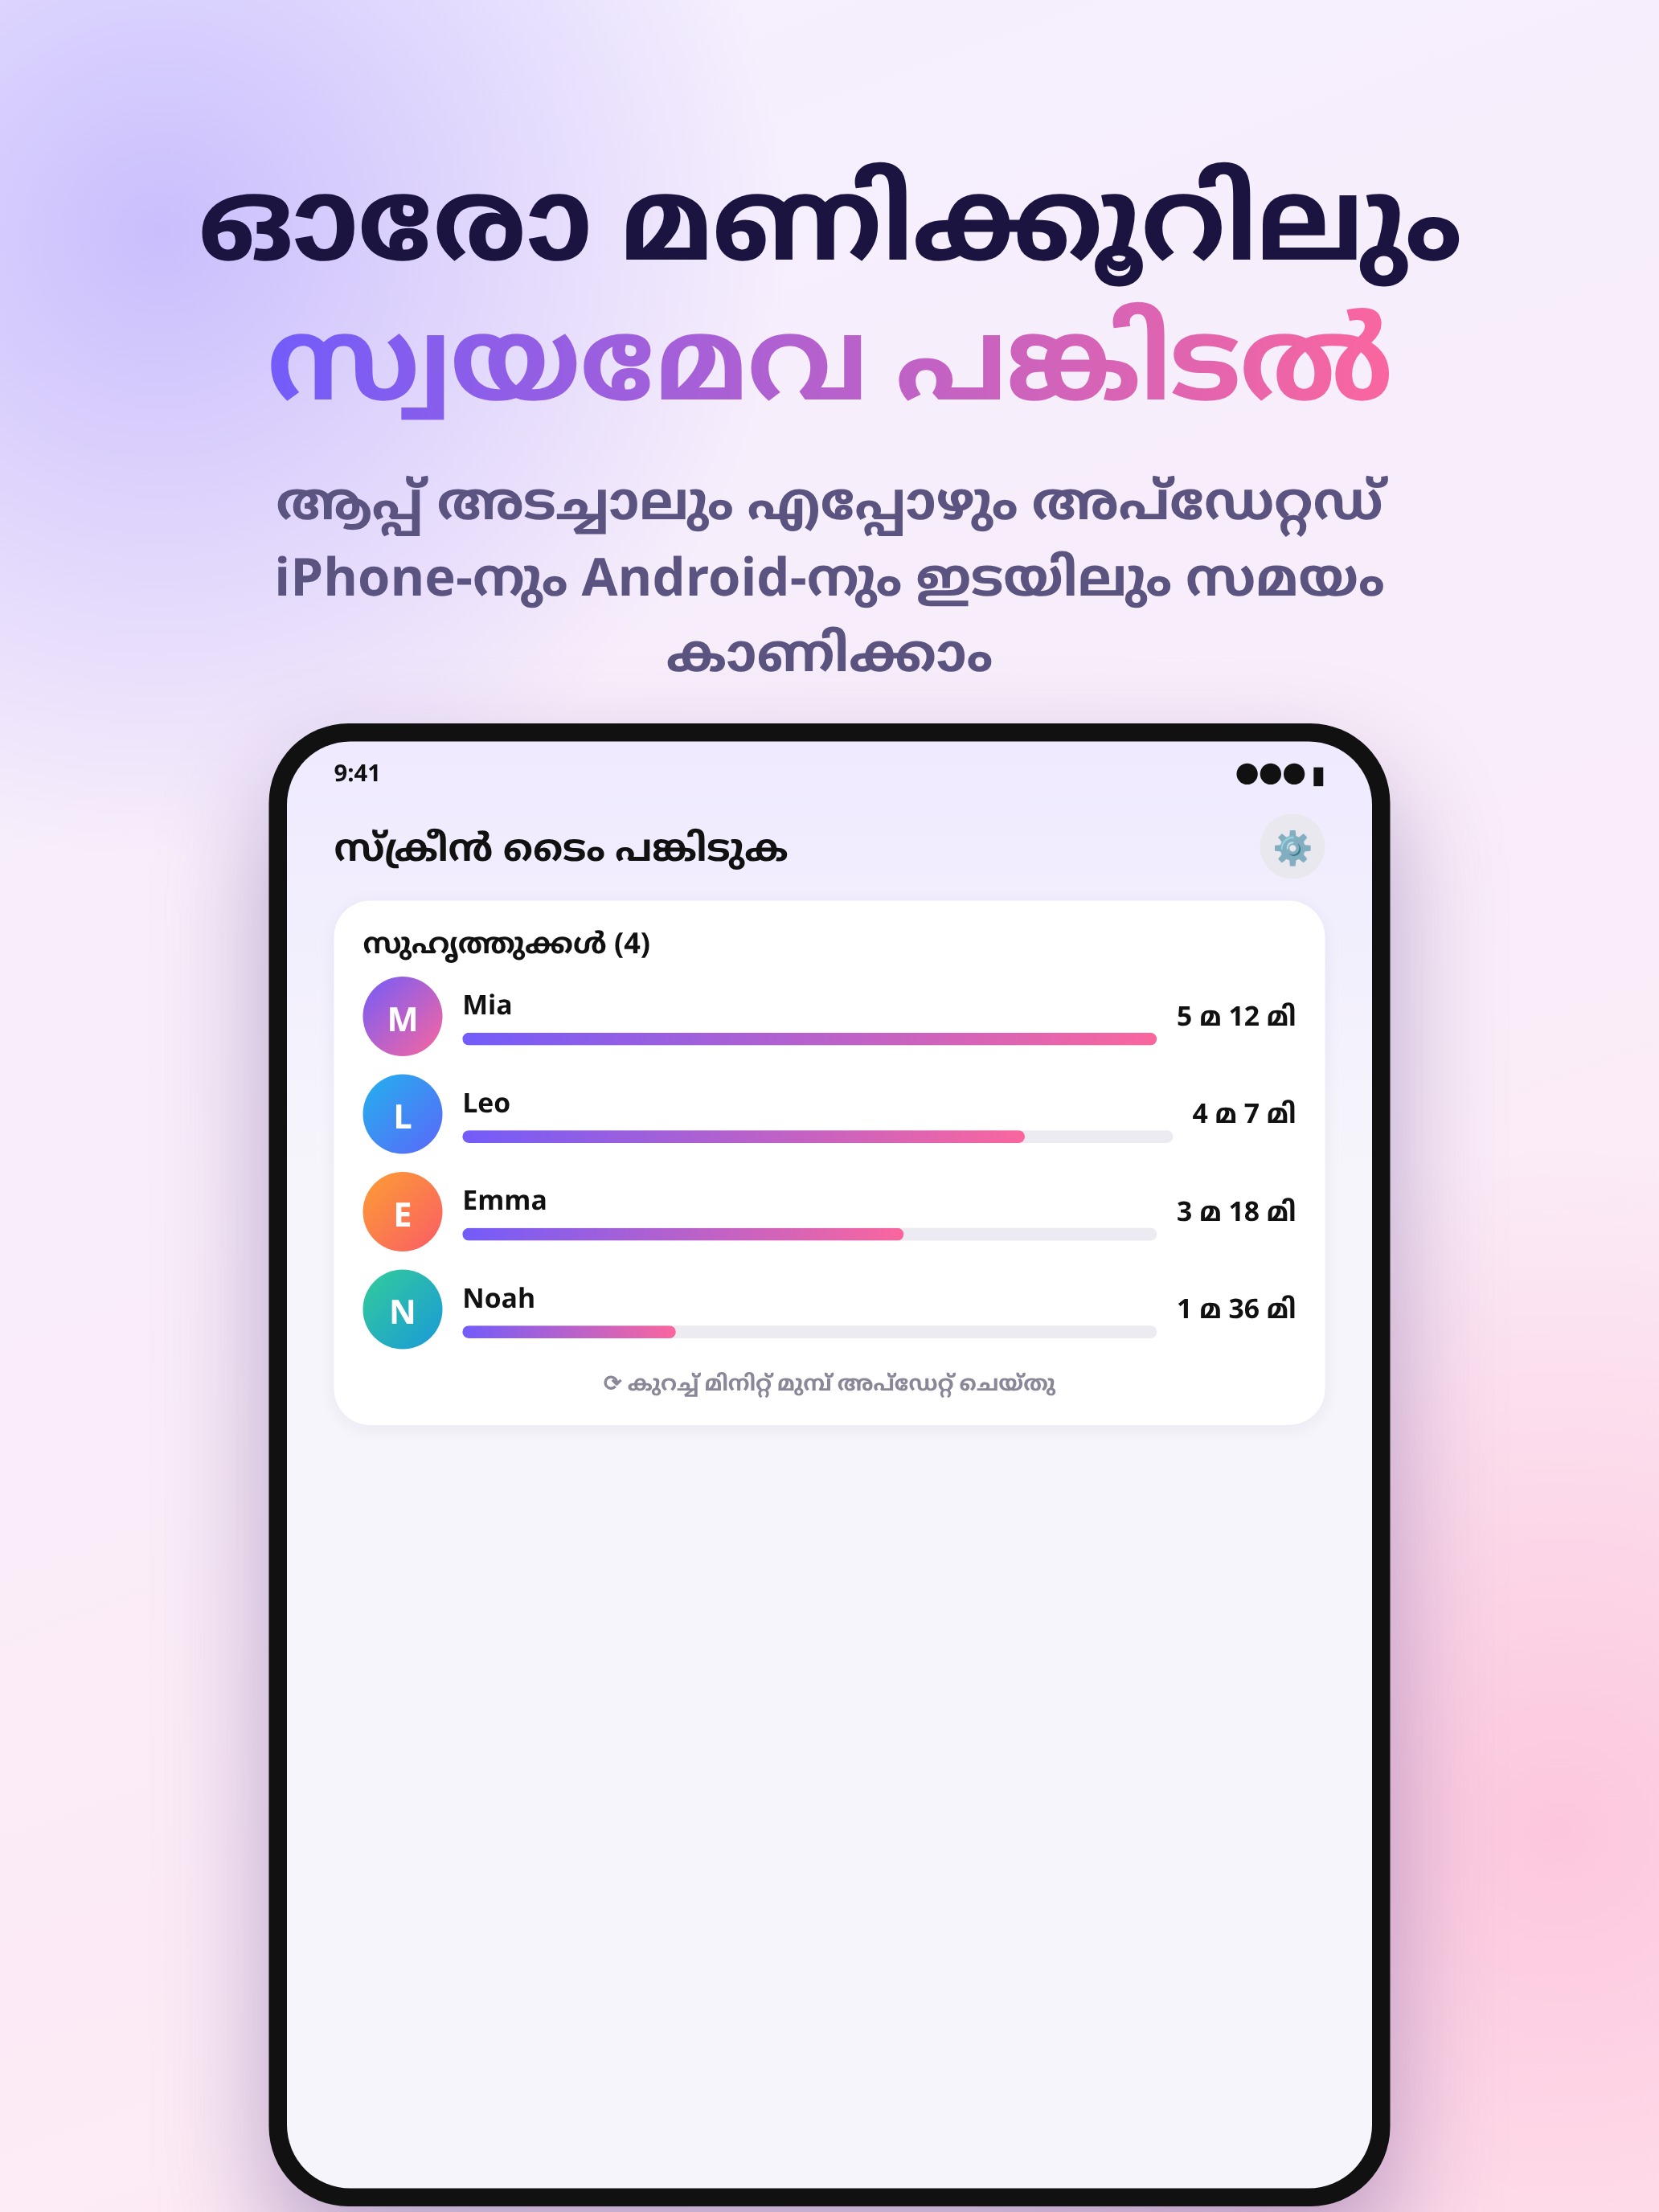 ഓരോ മണിക്കൂറിലും
സ്വയമേവ പങ്കിടൽ
ആപ്പ് അടച്ചാലും എപ്പോഴും അപ്ഡേറ്റഡ്
iPhone-നും Android-നും ഇടയിലും സമയം
കാണിക്കാം
9:41
സ്ക്രീൻ ടൈം പങ്കിടുക
സുഹൃത്തുക്കൾ (4)
M
Mia
5 മ 12 മി
L
Leo
4 മ 7 മി
E
Emma
3 മ 18 മി
N
Noah
1 മ 36 മി
⟳ കുറച്ച് മിനിറ്റ് മുമ്പ് അപ്ഡേറ്റ് ചെയ്തു